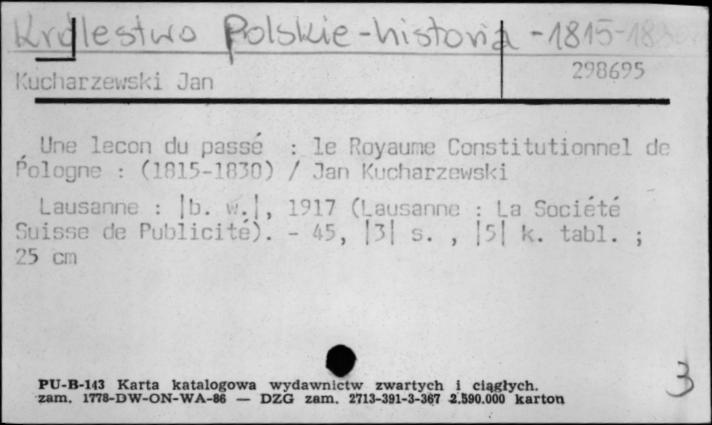 Królestwo Polskie - historia - 1815-1830
298695
Kucharzewski Jan
Une lecon du passé : le Royaume Constitutionnel de
Pologne : (1815-1830) / Jan Kucharzewski
Lausanne : |b. w.|, 1917 (Lausanne : La Société
Suisse de Publicité). - 45, |3| s. , |5| k. tabl. ;
25 cm
3
PU-B-143 Karta katalogowa wydawnictw zwartych i ciągłych.
zam. 1778-DW-ON-WA-86 — DZG zam. 2713-391-3-367 2.590.000 karton